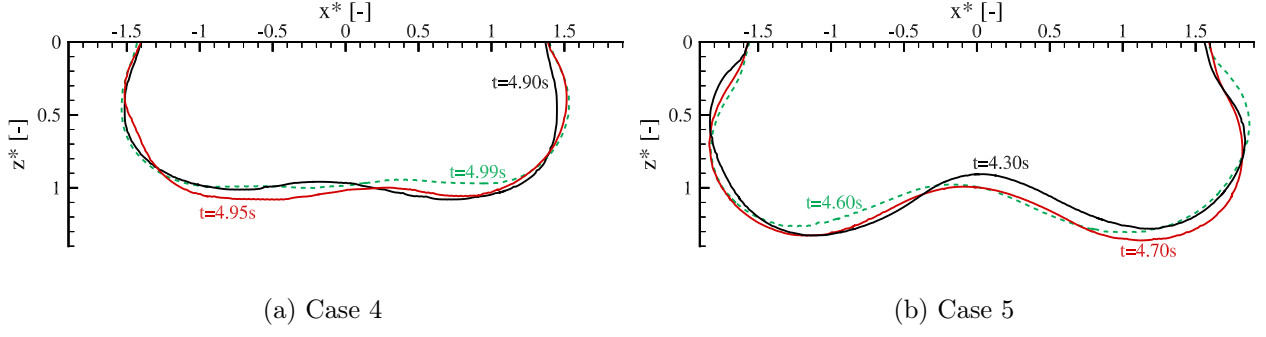 x* [-]
-1.5 -1 -0.5 0 0.5 1 1.5
0
0.5
1
z* [-]
t=4.90s
t=4.99s
t=4.95s
(a) Case 4
x* [-]
-1.5 -1 -0.5 0 0.5 1 1.5
0
0.5
1
z* [-]
t=4.30s
t=4.60s
t=4.70s
(b) Case 5